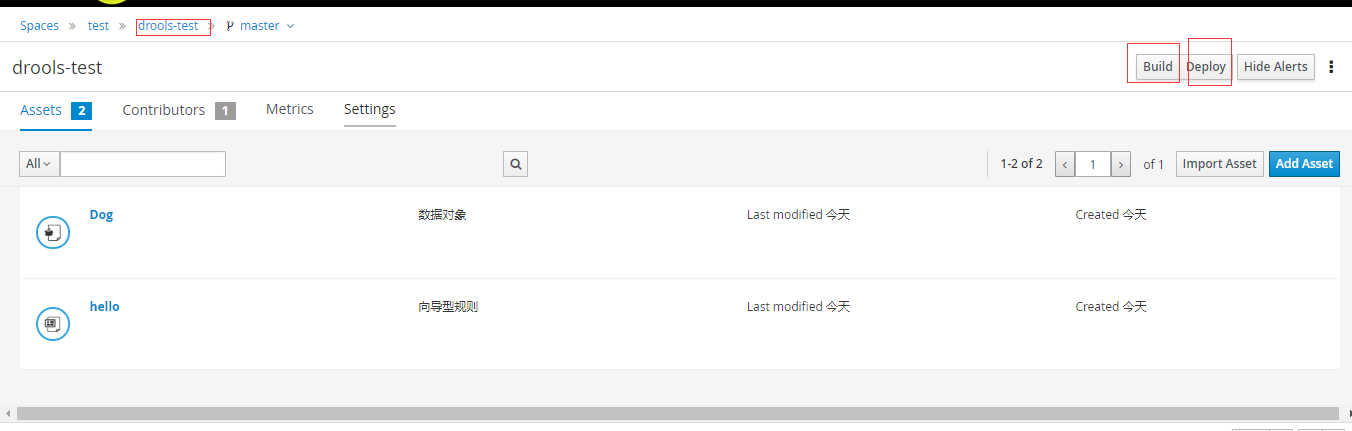 Spaces » test » drools-test » master
drools-test
Build Deploy Hide Alerts
Assets 2 Contributors 1 Metrics Settings
All 1-2 of 2 1 of 1 Import Asset Add Asset
Dog 数据对象 Last modified 今天 Created 今天
hello 向导型规则 Last modified 今天 Created 今天